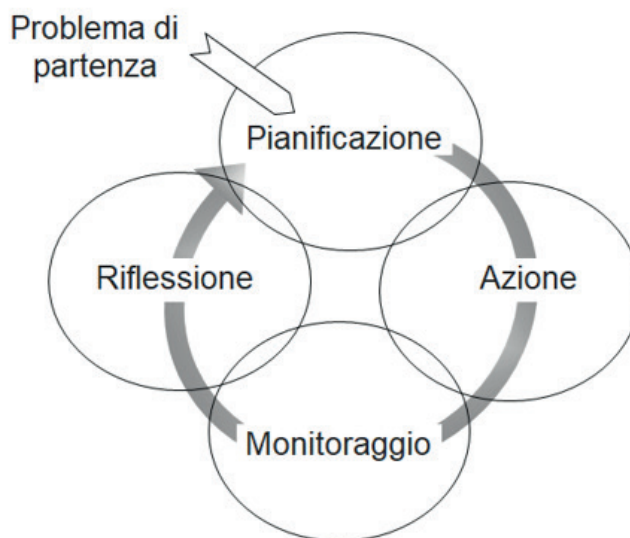 Problema di
partenza
Pianificazione
Riflessione
Azione
Monitoraggio